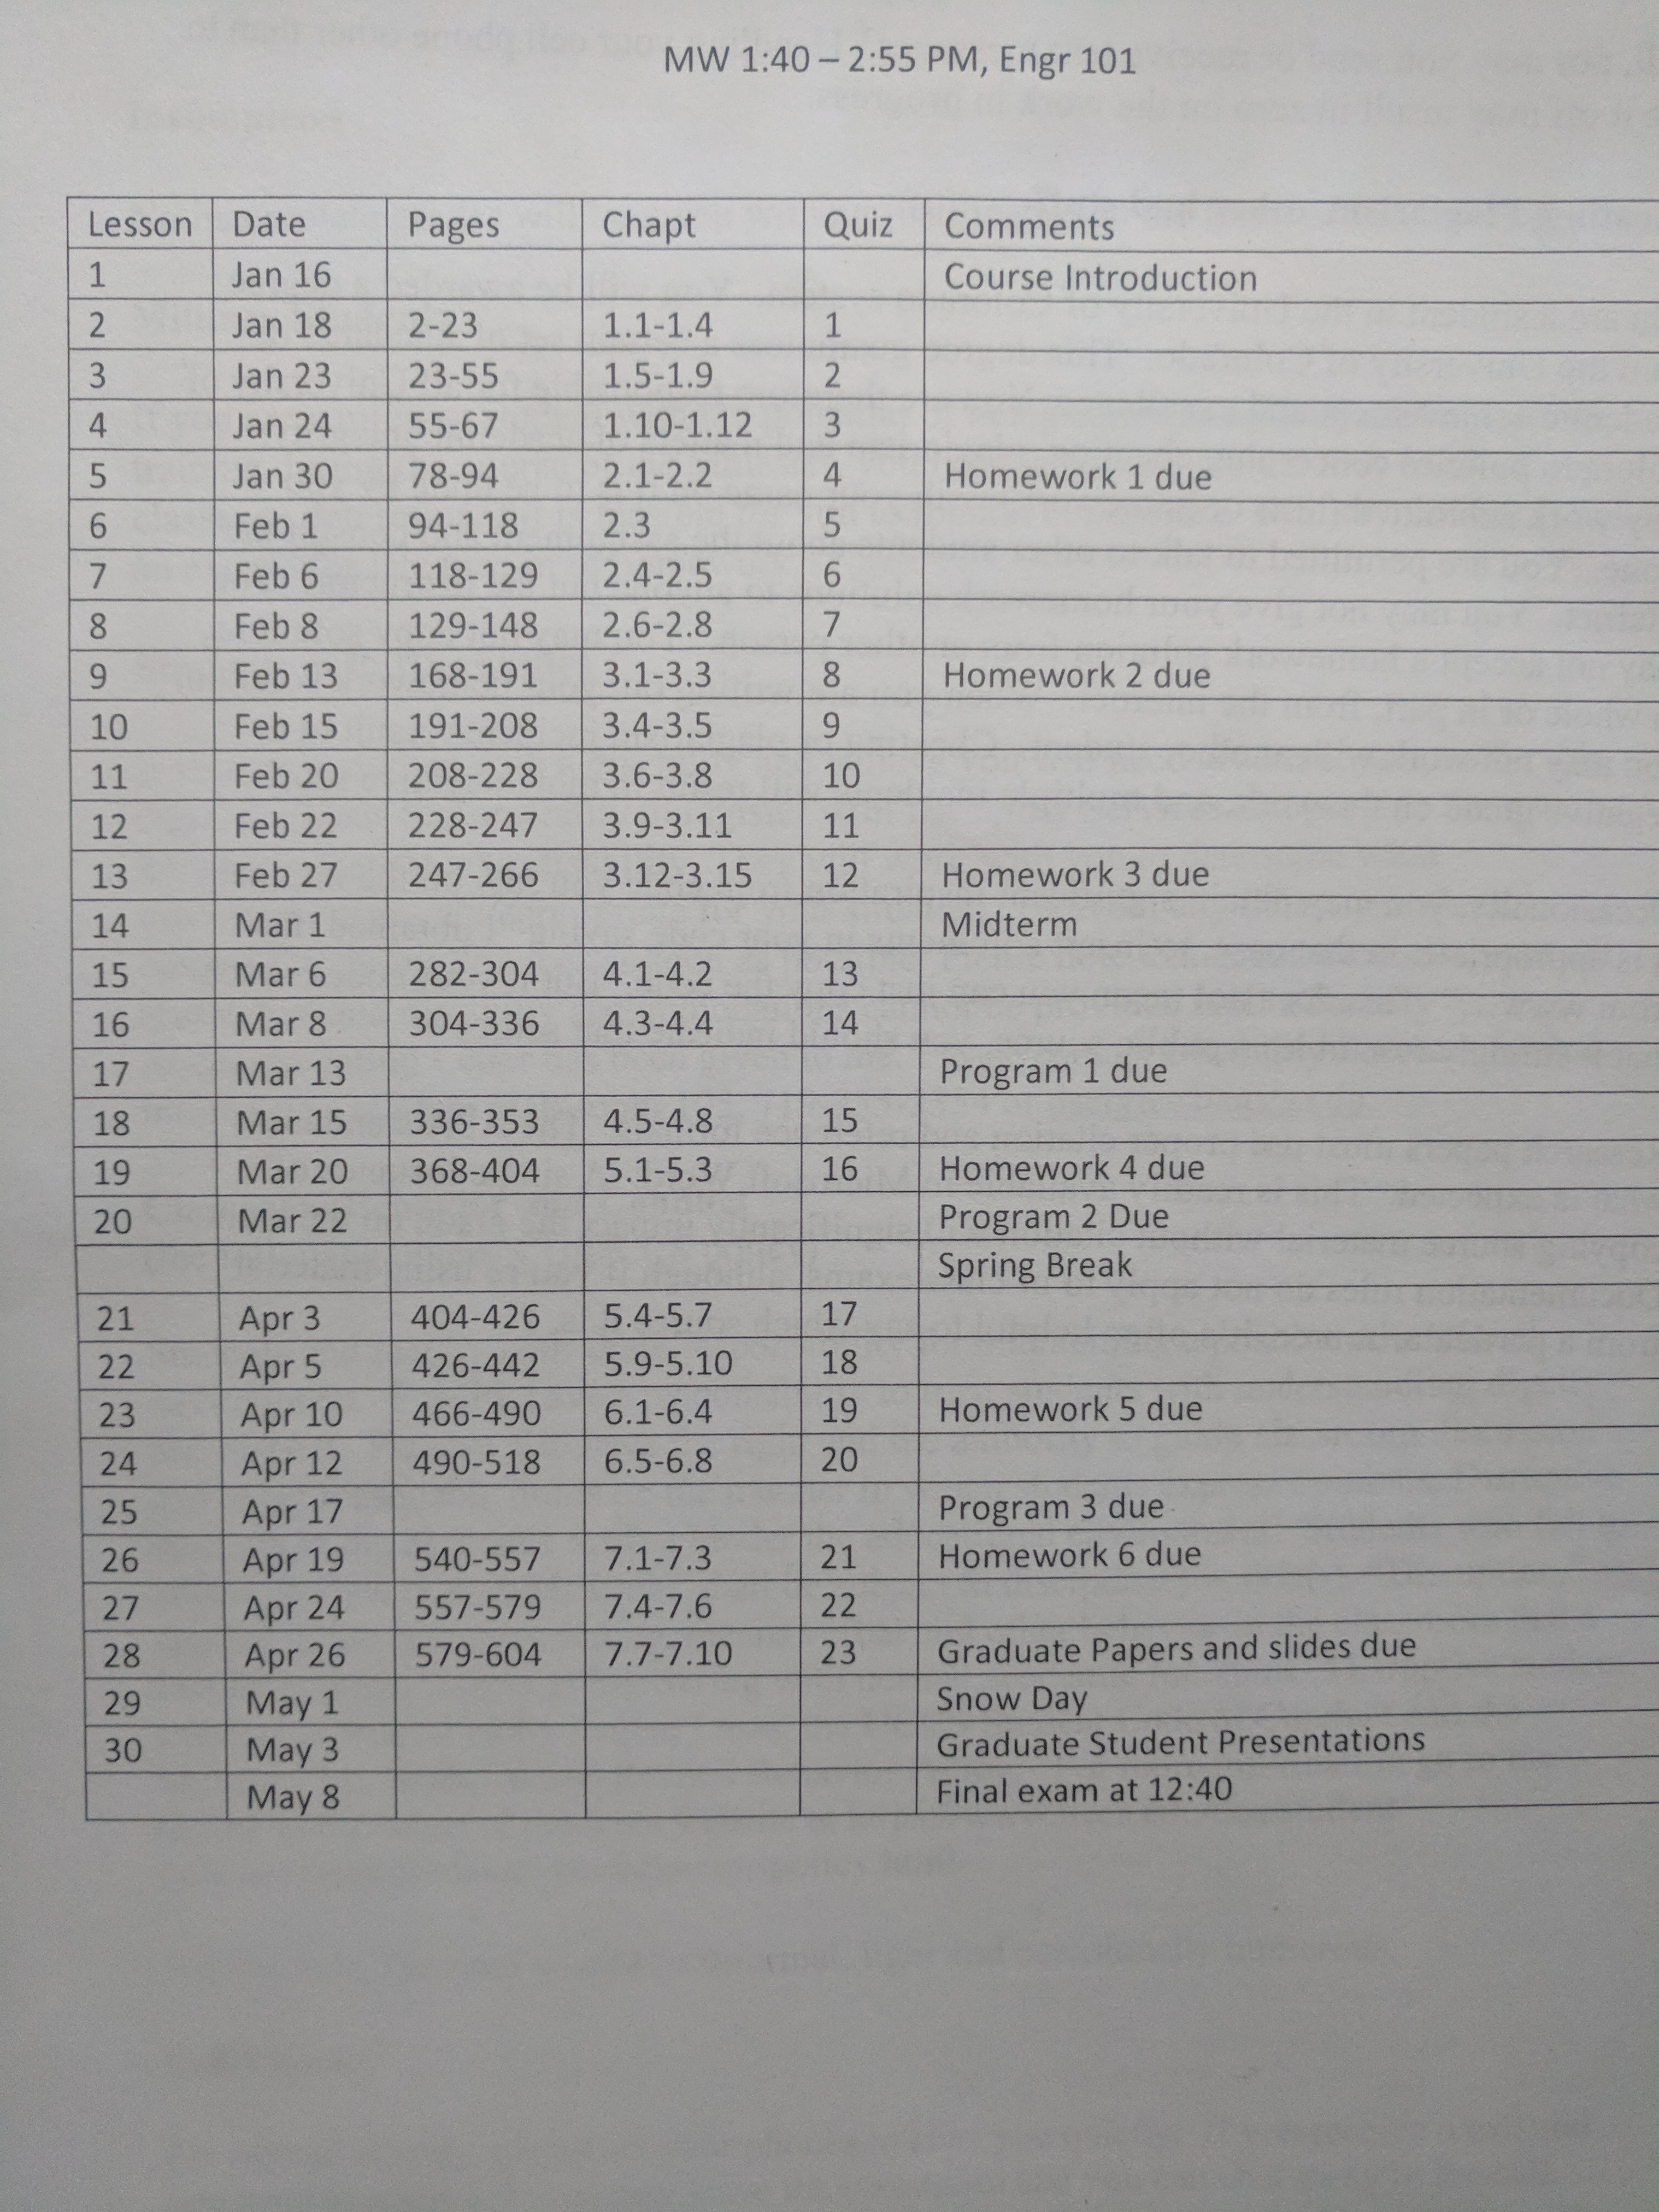 MW 1:40 – 2:55 PM, Engr 101
Lesson Date Pages Chapt Quiz Comments
1 Jan 16 Course Introduction
2 Jan 18 2-23 1.1-1.4 1
3 Jan 23 23-55 1.5-1.9 2
4 Jan 24 55-67 1.10-1.12 3
5 Jan 30 78-94 2.1-2.2 4 Homework 1 due
6 Feb 1 94-118 2.3 5
7 Feb 6 118-129 2.4-2.5 6
8 Feb 8 129-148 2.6-2.8 7
9 Feb 13 168-191 3.1-3.3 8 Homework 2 due
10 Feb 15 191-208 3.4-3.5 9
11 Feb 20 208-228 3.6-3.8 10
12 Feb 22 228-247 3.9-3.11 11
13 Feb 27 247-266 3.12-3.15 12 Homework 3 due
14 Mar 1 Midterm
15 Mar 6 282-304 4.1-4.2 13
16 Mar 8 304-336 4.3-4.4 14
17 Mar 13 Program 1 due
18 Mar 15 336-353 4.5-4.8 15
19 Mar 20 368-404 5.1-5.3 16 Homework 4 due
20 Mar 22 Program 2 Due
Spring Break
21 Apr 3 404-426 5.4-5.7 17
22 Apr 5 426-442 5.9-5.10 18
23 Apr 10 466-490 6.1-6.4 19 Homework 5 due
24 Apr 12 490-518 6.5-6.8 20
25 Apr 17 Program 3 due
26 Apr 19 540-557 7.1-7.3 21 Homework 6 due
27 Apr 24 557-579 7.4-7.6 22
28 Apr 26 579-604 7.7-7.10 23 Graduate Papers and slides due
29 May 1 Snow Day
30 May 3 Graduate Student Presentations
May 8 Final exam at 12:40